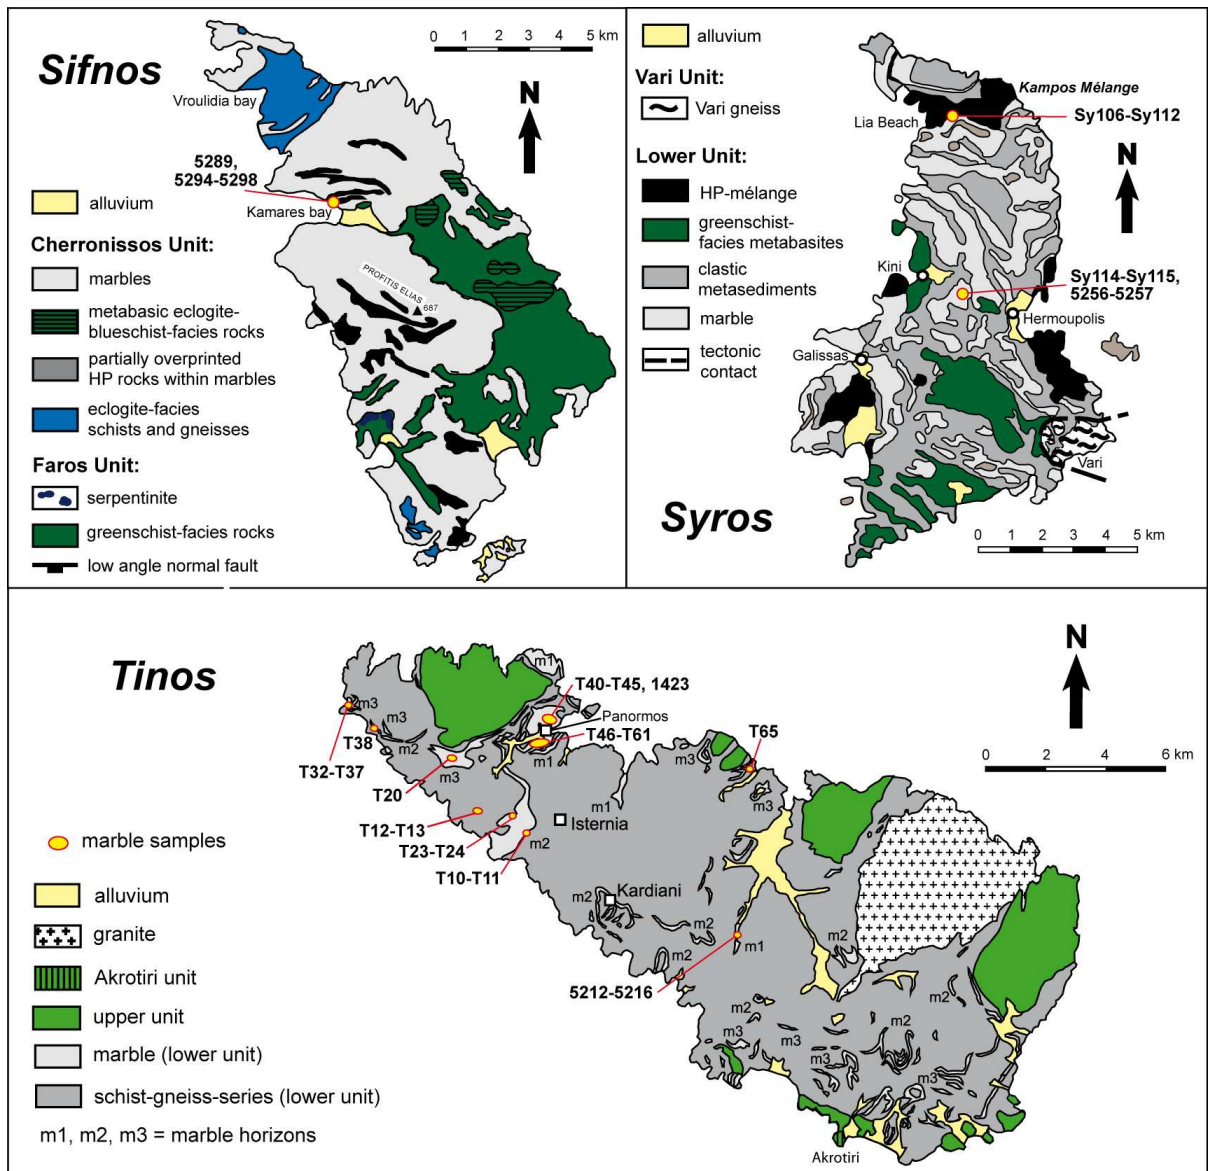 Sifnos
0 1 2 3 4 5 km
N
Vroulidia bay
5289,
5294-5298
Kamares bay
PROFITIS ELIAS
687
alluvium
Cherronissos Unit:
marbles
metabasic eclogite-
blueschist-facies rocks
partially overprinted
HP rocks within marbles
eclogite-facies
schists and gneisses
Faros Unit:
serpentinite
greenschist-facies rocks
low angle normal fault
alluvium
Vari Unit:
Vari gneiss
Lower Unit:
HP-mélange
greenschist-
facies metabasites
clastic
metasediments
marble
tectonic
contact
Kampos Mélange
Lia Beach
Sy106-Sy112
N
Kini
Sy114-Sy115,
5256-5257
Hermoupolis
Galissas
Vari
Syros
0 1 2 3 4 5 km
Tinos
N
0 2 4 6 km
m1
T40-T45, 1423
Panormos
T46-T61
m1
T65
m3
m3
m2
T38
T32-T37
m3
T20
m3
m3
m1
T12-T13
Isternia
T23-T24
m2
T10-T11
m2
Kardiani
m2
m2
m1
m2
5212-5216
m2
m2
m2
m3
m3
m3
m3
Akrotiri
marble samples
alluvium
granite
Akrotiri unit
upper unit
marble (lower unit)
schist-gneiss-series (lower unit)
m1, m2, m3 = marble horizons